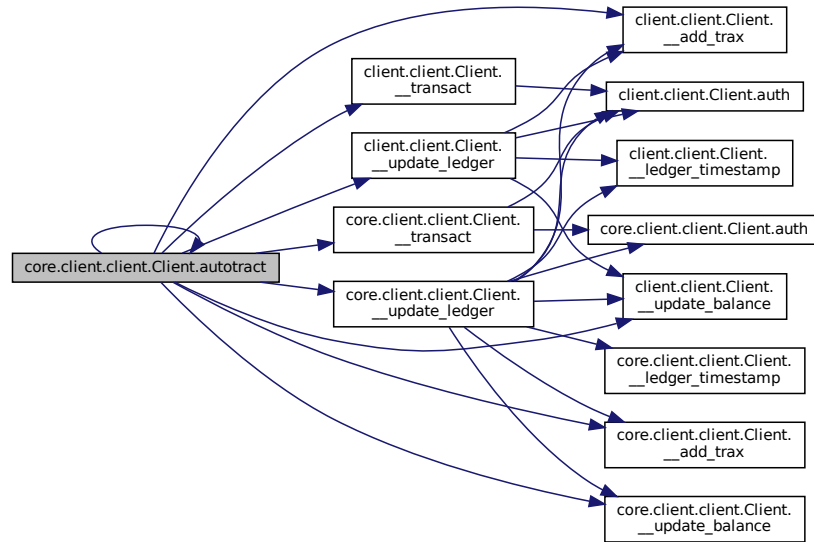 core.client.client.Client.autotract
client.client.Client.
__transact
client.client.Client.
__update_ledger
core.client.client.Client.
__transact
core.client.client.Client.
__update_ledger
client.client.Client.
__add_trax
client.client.Client.auth
client.client.Client.
__ledger_timestamp
core.client.client.Client.auth
client.client.Client.
__update_balance
core.client.client.Client.
__ledger_timestamp
core.client.client.Client.
__add_trax
core.client.client.Client.
__update_balance